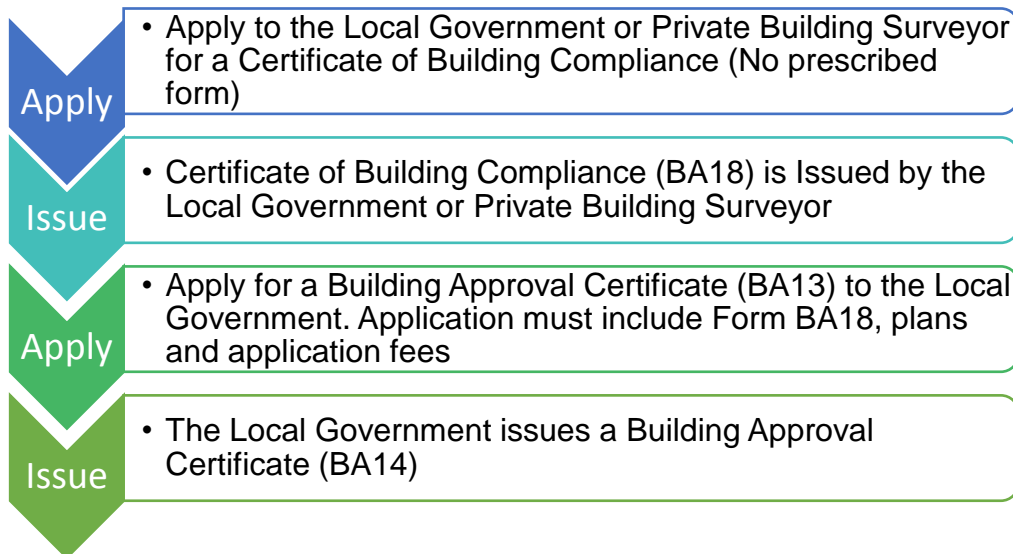 Apply
• Apply to the Local Government or Private Building Surveyor
for a Certificate of Building Compliance (No prescribed
form)
Issue
• Certificate of Building Compliance (BA18) is Issued by the
Local Government or Private Building Surveyor
Apply
• Apply for a Building Approval Certificate (BA13) to the Local
Government. Application must include Form BA18, plans
and application fees
Issue
• The Local Government issues a Building Approval
Certificate (BA14)